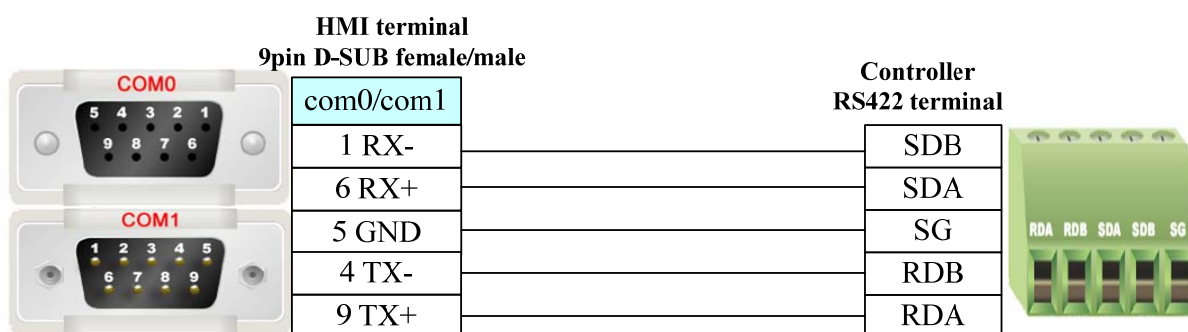 HMI terminal
9pin D-SUB female/male
COM0
5 4 3 2 1
9 8 7 6
COM1
1 2 3 4 5
6 7 8 9
com0/com1
1 RX-
6 RX+
5 GND
4 TX-
9 TX+
Controller
RS422 terminal
SDB
SDA
SG
RDB
RDA
RDA RDB SDA SDB SG